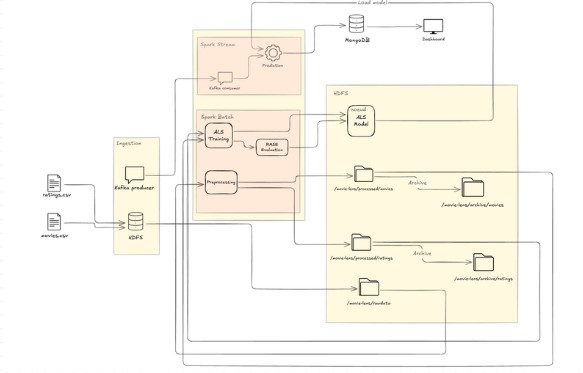 Load model
Spark Stream
Prediction
MongoDB
Dashboard
Kafka consumer
HDFS
Spark Batch
ALS
Training
RMSE
Evaluation
ALS
Model
Ingestion
Preprocessing
Kafka producer
/movie-lens/processed/movies
Archive
/movie-lens/archive/movies
ratings.csv
movies.csv
HDFS
/movie-lens/processed/ratings
Archive
/movie-lens/archive/ratings
/movie-lens/rawdata